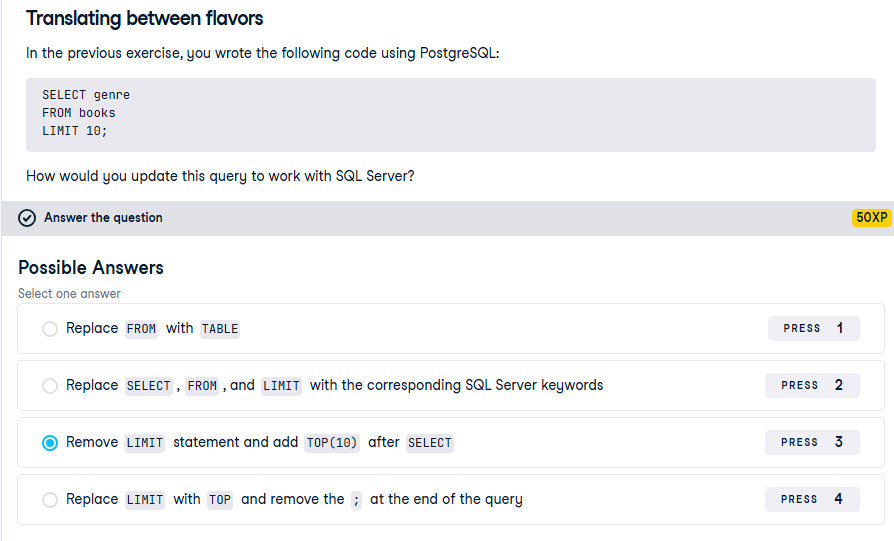 Translating between flavors
In the previous exercise, you wrote the following code using PostgreSQL:
SELECT genre
FROM books
LIMIT 10;
How would you update this query to work with SQL Server?
Answer the question 50XP
Possible Answers
Select one answer
Replace FROM with TABLE PRESS 1
Replace SELECT , FROM , and LIMIT with the corresponding SQL Server keywords PRESS 2
Remove LIMIT statement and add TOP(10) after SELECT PRESS 3
Replace LIMIT with TOP and remove the ; at the end of the query PRESS 4